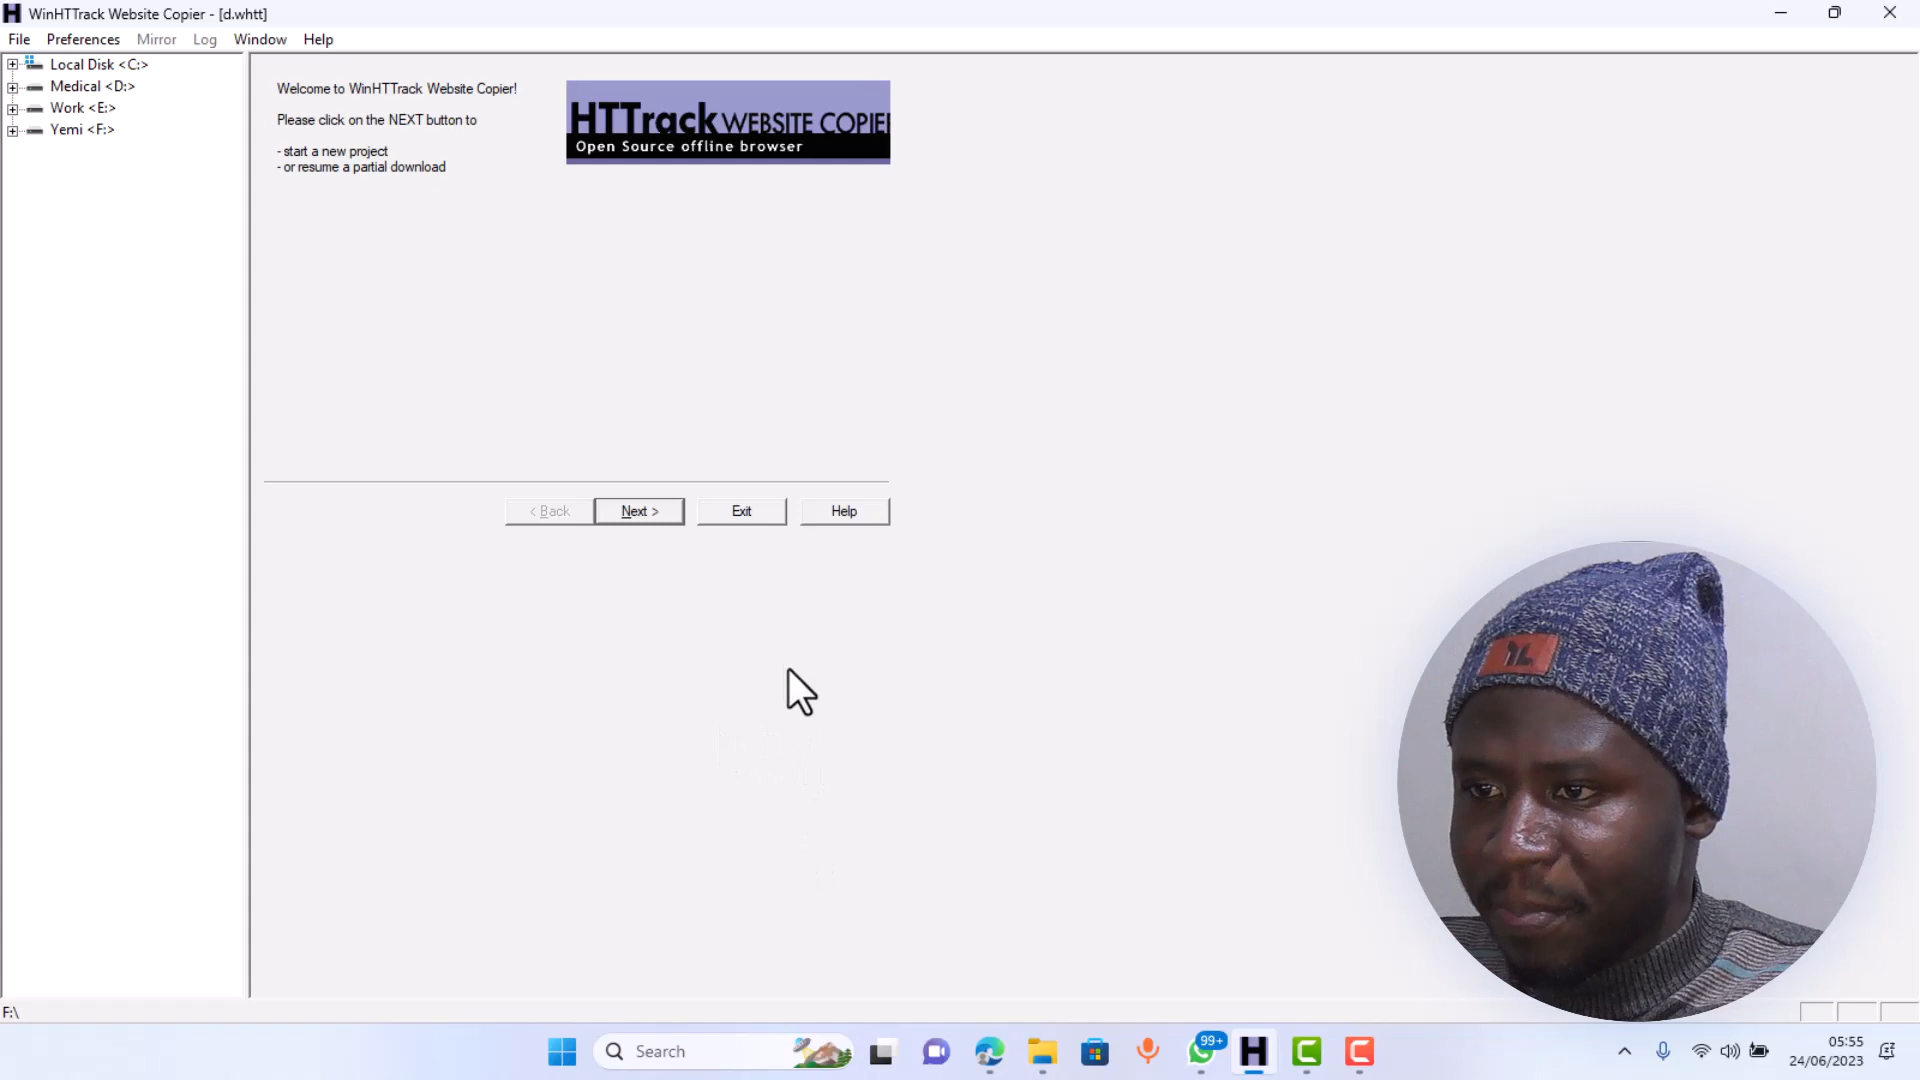 WinHTTrack Website Copier - [d.whtt]
File Preferences Mirror Log Window Help
Local Disk <C:>
Medical <D:>
Work <E:>
Yemi <F:>
Welcome to WinHTTrack Website Copier!
Please click on the NEXT button to
- start a new project
- or resume a partial download
HTTrack WEBSITE COPIER
Open Source offline browser
< Back Next > Exit Help
F:\
Search
99+
05:55
24/06/2023